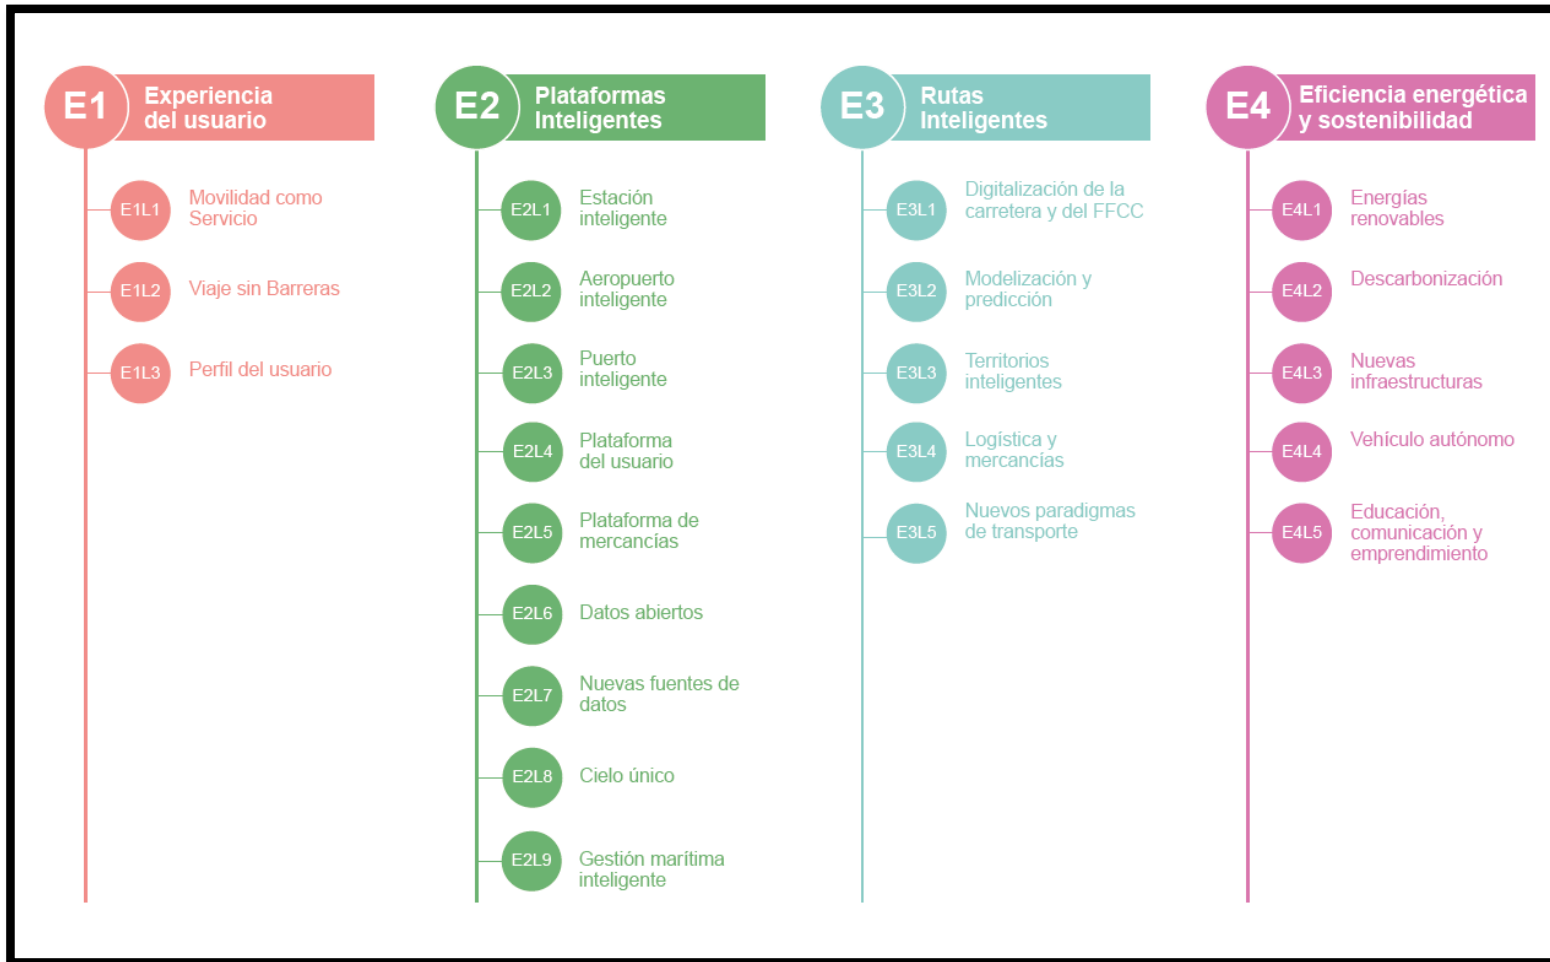 E1
Experiencia
del usuario
E1L1
Movilidad como
Servicio
E1L2
Viaje sin Barreras
E1L3
Perfil del usuario
E2
Plataformas
Inteligentes
E2L1
Estación
inteligente
E2L2
Aeropuerto
inteligente
E2L3
Puerto
inteligente
E2L4
Plataforma
del usuario
E2L5
Plataforma de
mercancías
E2L6
Datos abiertos
E2L7
Nuevas fuentes de
datos
E2L8
Cielo único
E2L9
Gestión marítima
inteligente
E3
Rutas
Inteligentes
E3L1
Digitalización de la
carretera y del FFCC
E3L2
Modelización y
predicción
E3L3
Territorios
inteligentes
E3L4
Logística y
mercancías
E3L5
Nuevos paradigmas
de transporte
E4
Eficiencia energética
y sostenibilidad
E4L1
Energías
renovables
E4L2
Descarbonización
E4L3
Nuevas
infraestructuras
E4L4
Vehículo autónomo
E4L5
Educación,
comunicación y
emprendimiento